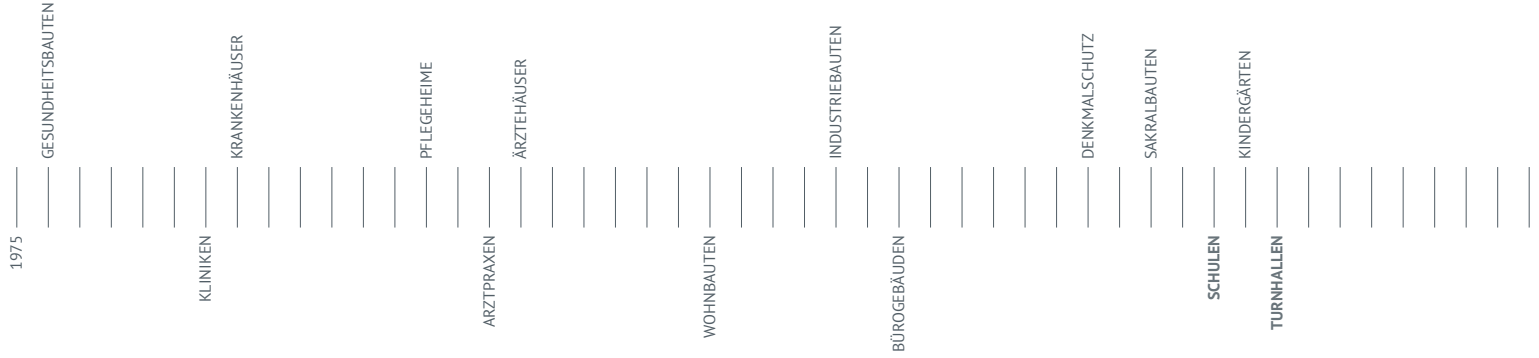 1975
GESUNDHEITSBAUTEN
KLINIKEN
KRANKENHÄUSER
PFLEGEHEIME
ARZTPRAXEN
ÄRZTEHÄUSER
WOHNBAUTEN
INDUSTRIEBAUTEN
BÜROGEBÄUDEN
DENKMALSCHUTZ
SAKRALBAUTEN
SCHULEN
KINDERGÄRTEN
TURNHALLEN